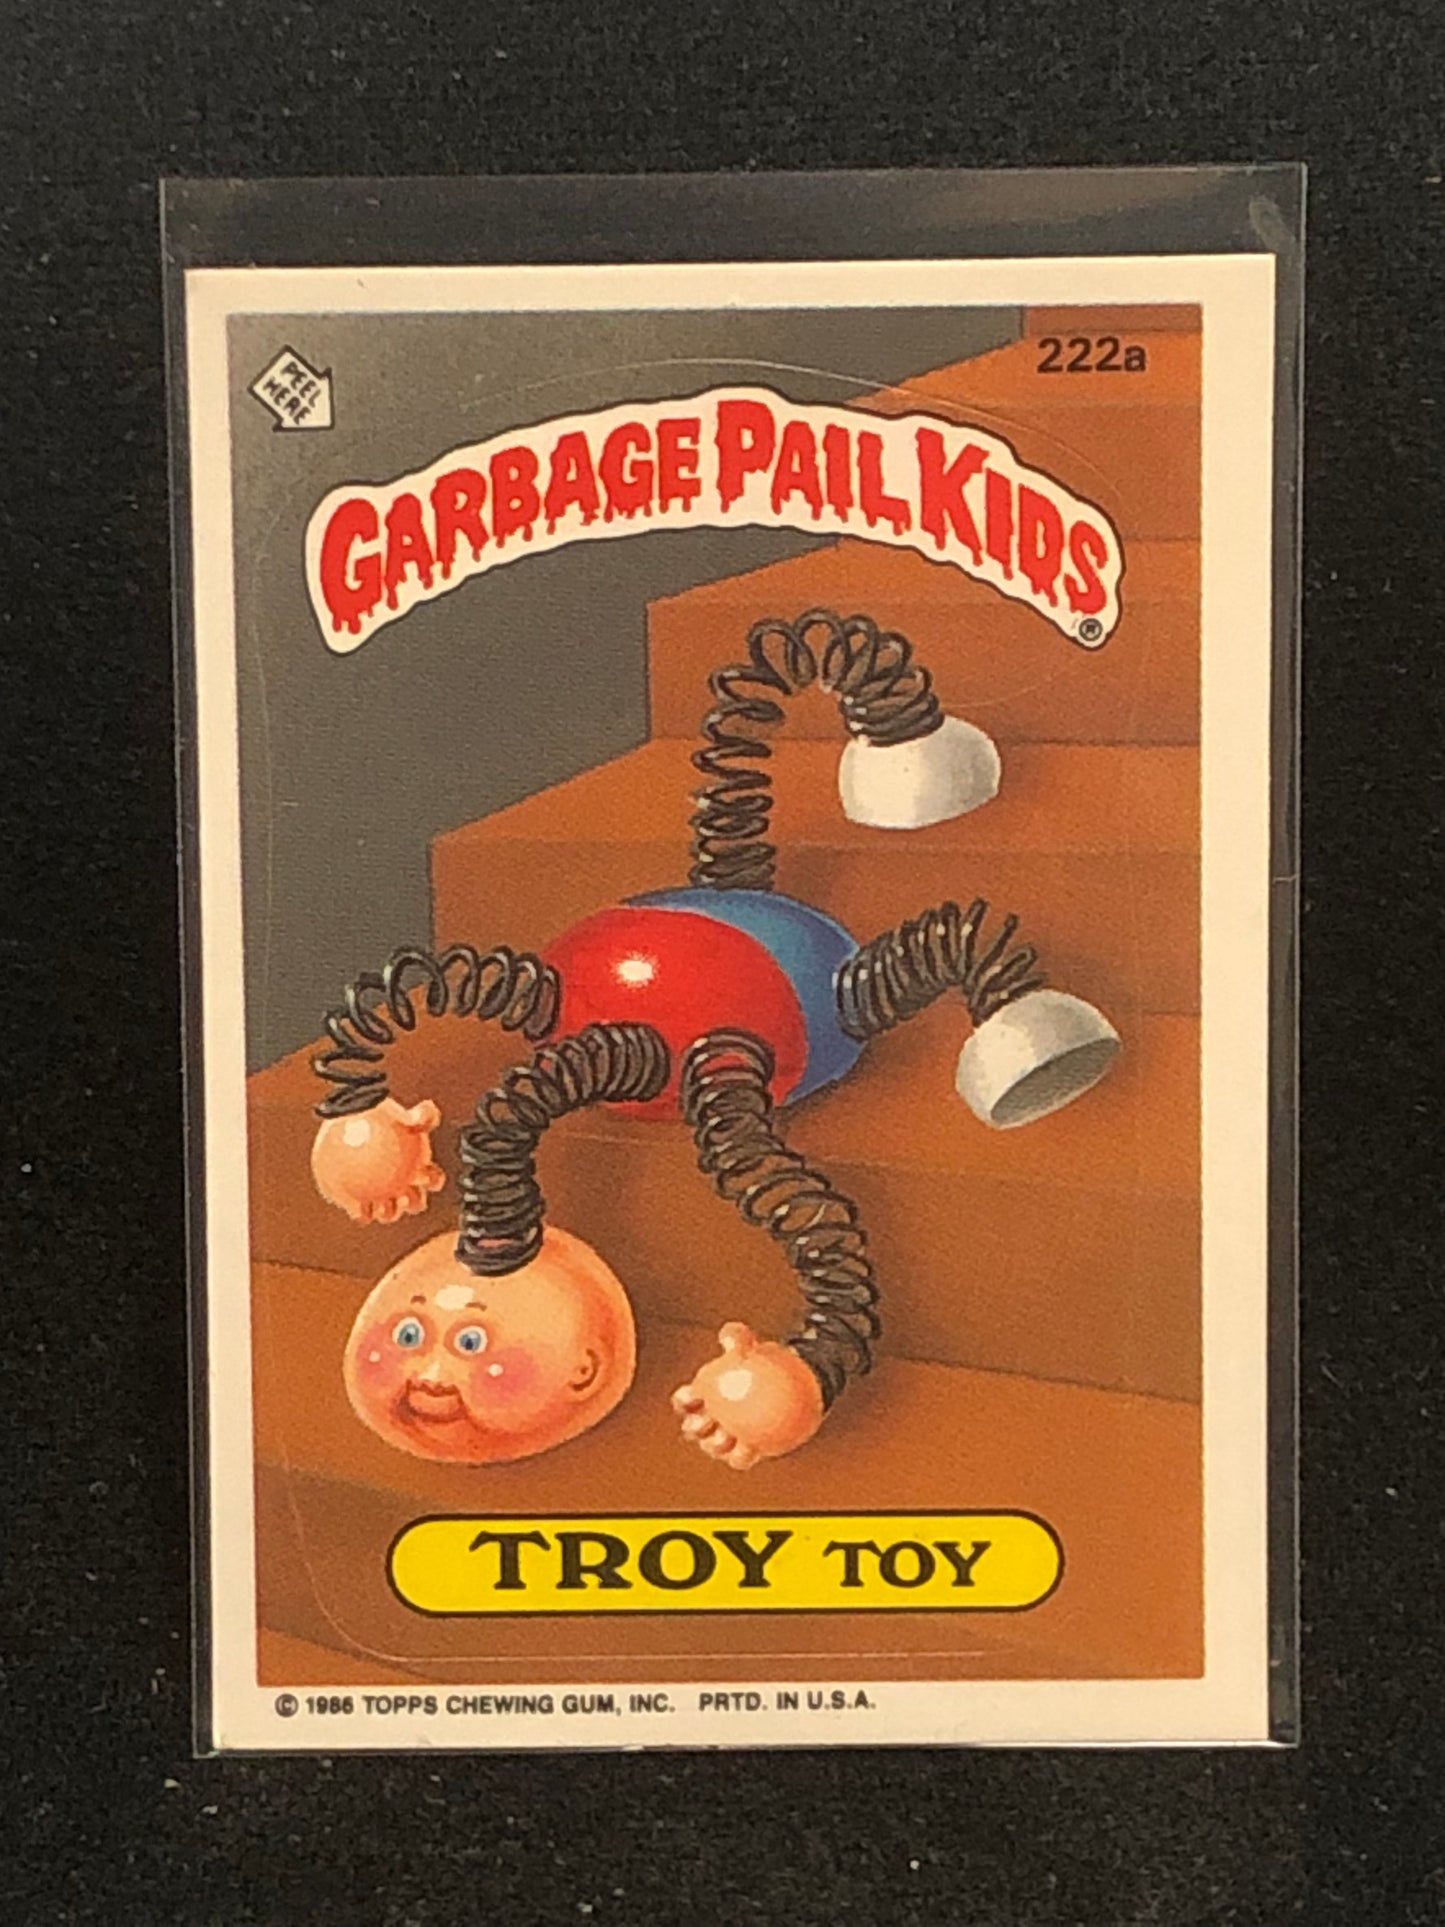 222a
PEEL
HERE
GARBAGE PAIL KIDS
®
TROY TOY
© 1986 TOPPS CHEWING GUM, INC. PRTD. IN U.S.A.